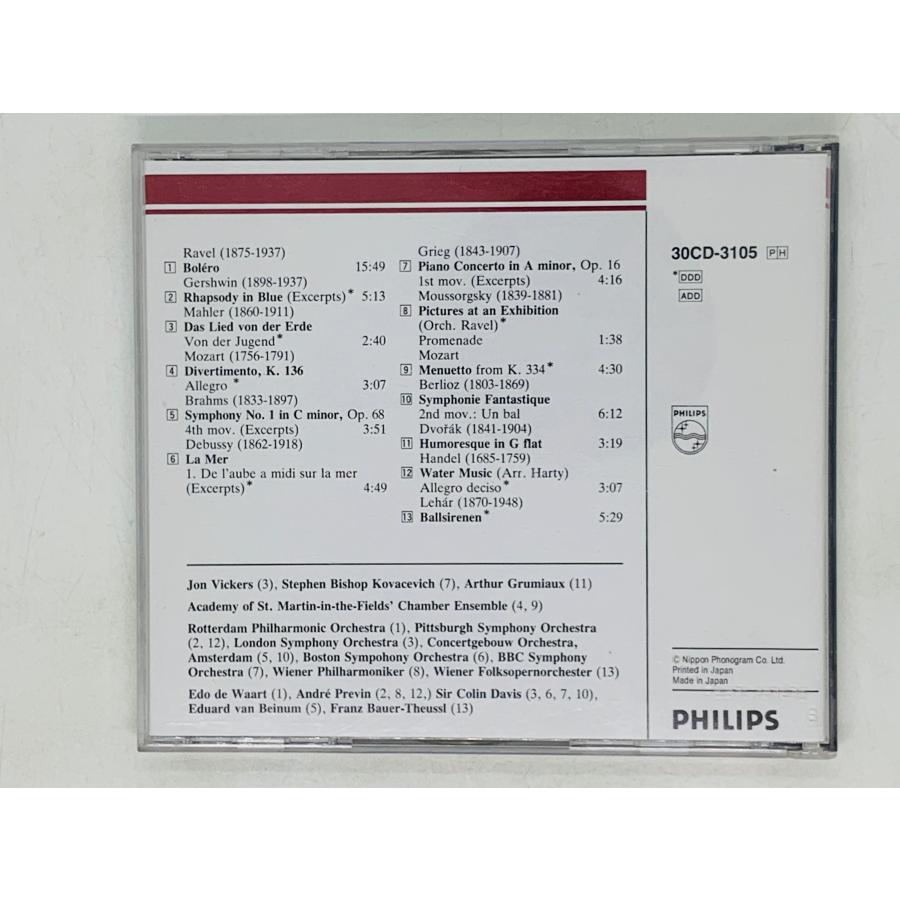 Ravel (1875-1937)
1 Boléro 15:49
Gershwin (1898-1937)
2 Rhapsody in Blue (Excerpts)* 5:13
Mahler (1860-1911)
3 Das Lied von der Erde
Von der Jugend* 2:40
Mozart (1756-1791)
4 Divertimento, K. 136
Allegro * 3:07
Brahms (1833-1897)
5 Symphony No. 1 in C minor, Op. 68
4th mov. (Excerpts) 3:51
Debussy (1862-1918)
6 La Mer
1. De l'aube a midi sur la mer
(Excerpts)* 4:49
Grieg (1843-1907)
7 Piano Concerto in A minor, Op. 16
1st mov. (Excerpts) 4:16
Moussorgsky (1839-1881)
8 Pictures at an Exhibition
(Orch. Ravel)*
Promenade 1:38
Mozart
9 Menuetto from K. 334* 4:30
Berlioz (1803-1869)
10 Symphonie Fantastique
2nd mov.: Un bal 6:12
Dvořák (1841-1904)
11 Humoresque in G flat 3:19
Handel (1685-1759)
12 Water Music (Arr. Harty)
Allegro deciso* 3:07
Lehár (1870-1948)
13 Ballsirenen* 5:29
Jon Vickers (3), Stephen Bishop Kovacevich (7), Arthur Grumiaux (11)
Academy of St. Martin-in-the-Fields' Chamber Ensemble (4, 9)
Rotterdam Philharmonic Orchestra (1), Pittsburgh Symphony Orchestra
(2, 12), London Symphony Orchestra (3), Concertgebouw Orchestra,
Amsterdam (5, 10), Boston Sympohony Orchestra (6), BBC Symphony
Orchestra (7), Wiener Philharmoniker (8), Wiener Folksopernorchester (13)
Edo de Waart (1), André Previn (2, 8, 12,) Sir Colin Davis (3, 6, 7, 10),
Eduard van Beinum (5), Franz Bauer-Theussl (13)
30CD-3105 PH
*DDD
ADD
PHILIPS
© Nippon Phonogram Co. Ltd.
Printed in Japan
Made in Japan
PHILIPS